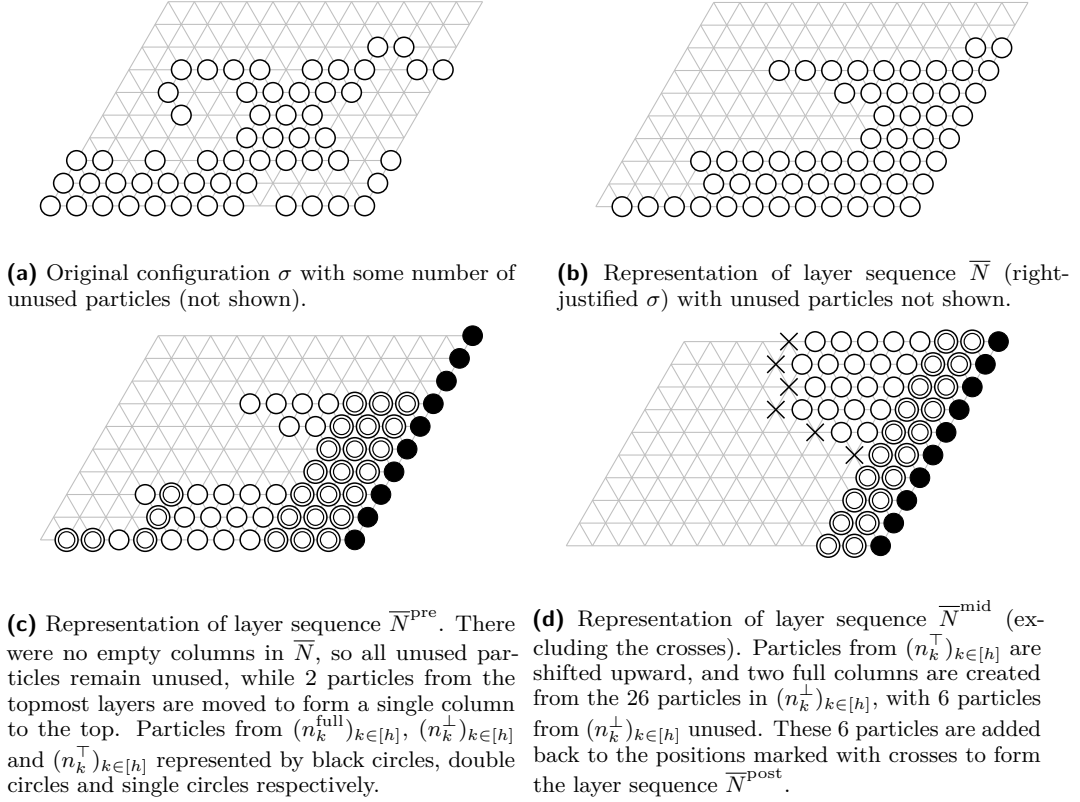 (a) Original configuration σ with some number of
unused particles (not shown).
(b) Representation of layer sequence N̅ (right-
justified σ) with unused particles not shown.
(c) Representation of layer sequence N̅^pre. There
were no empty columns in N̅, so all unused par-
ticles remain unused, while 2 particles from the
topmost layers are moved to form a single column
to the top. Particles from (n_k^full)_{k∈[h]}, (n_k^⊥)_{k∈[h]}
and (n_k^⊤)_{k∈[h]} represented by black circles, double
circles and single circles respectively.
(d) Representation of layer sequence N̅^mid (ex-
cluding the crosses). Particles from (n_k^⊤)_{k∈[h]} are
shifted upward, and two full columns are created
from the 26 particles in (n_k^⊥)_{k∈[h]}, with 6 particles
from (n_k^⊥)_{k∈[h]} unused. These 6 particles are added
back to the positions marked with crosses to form
the layer sequence N̅^post.